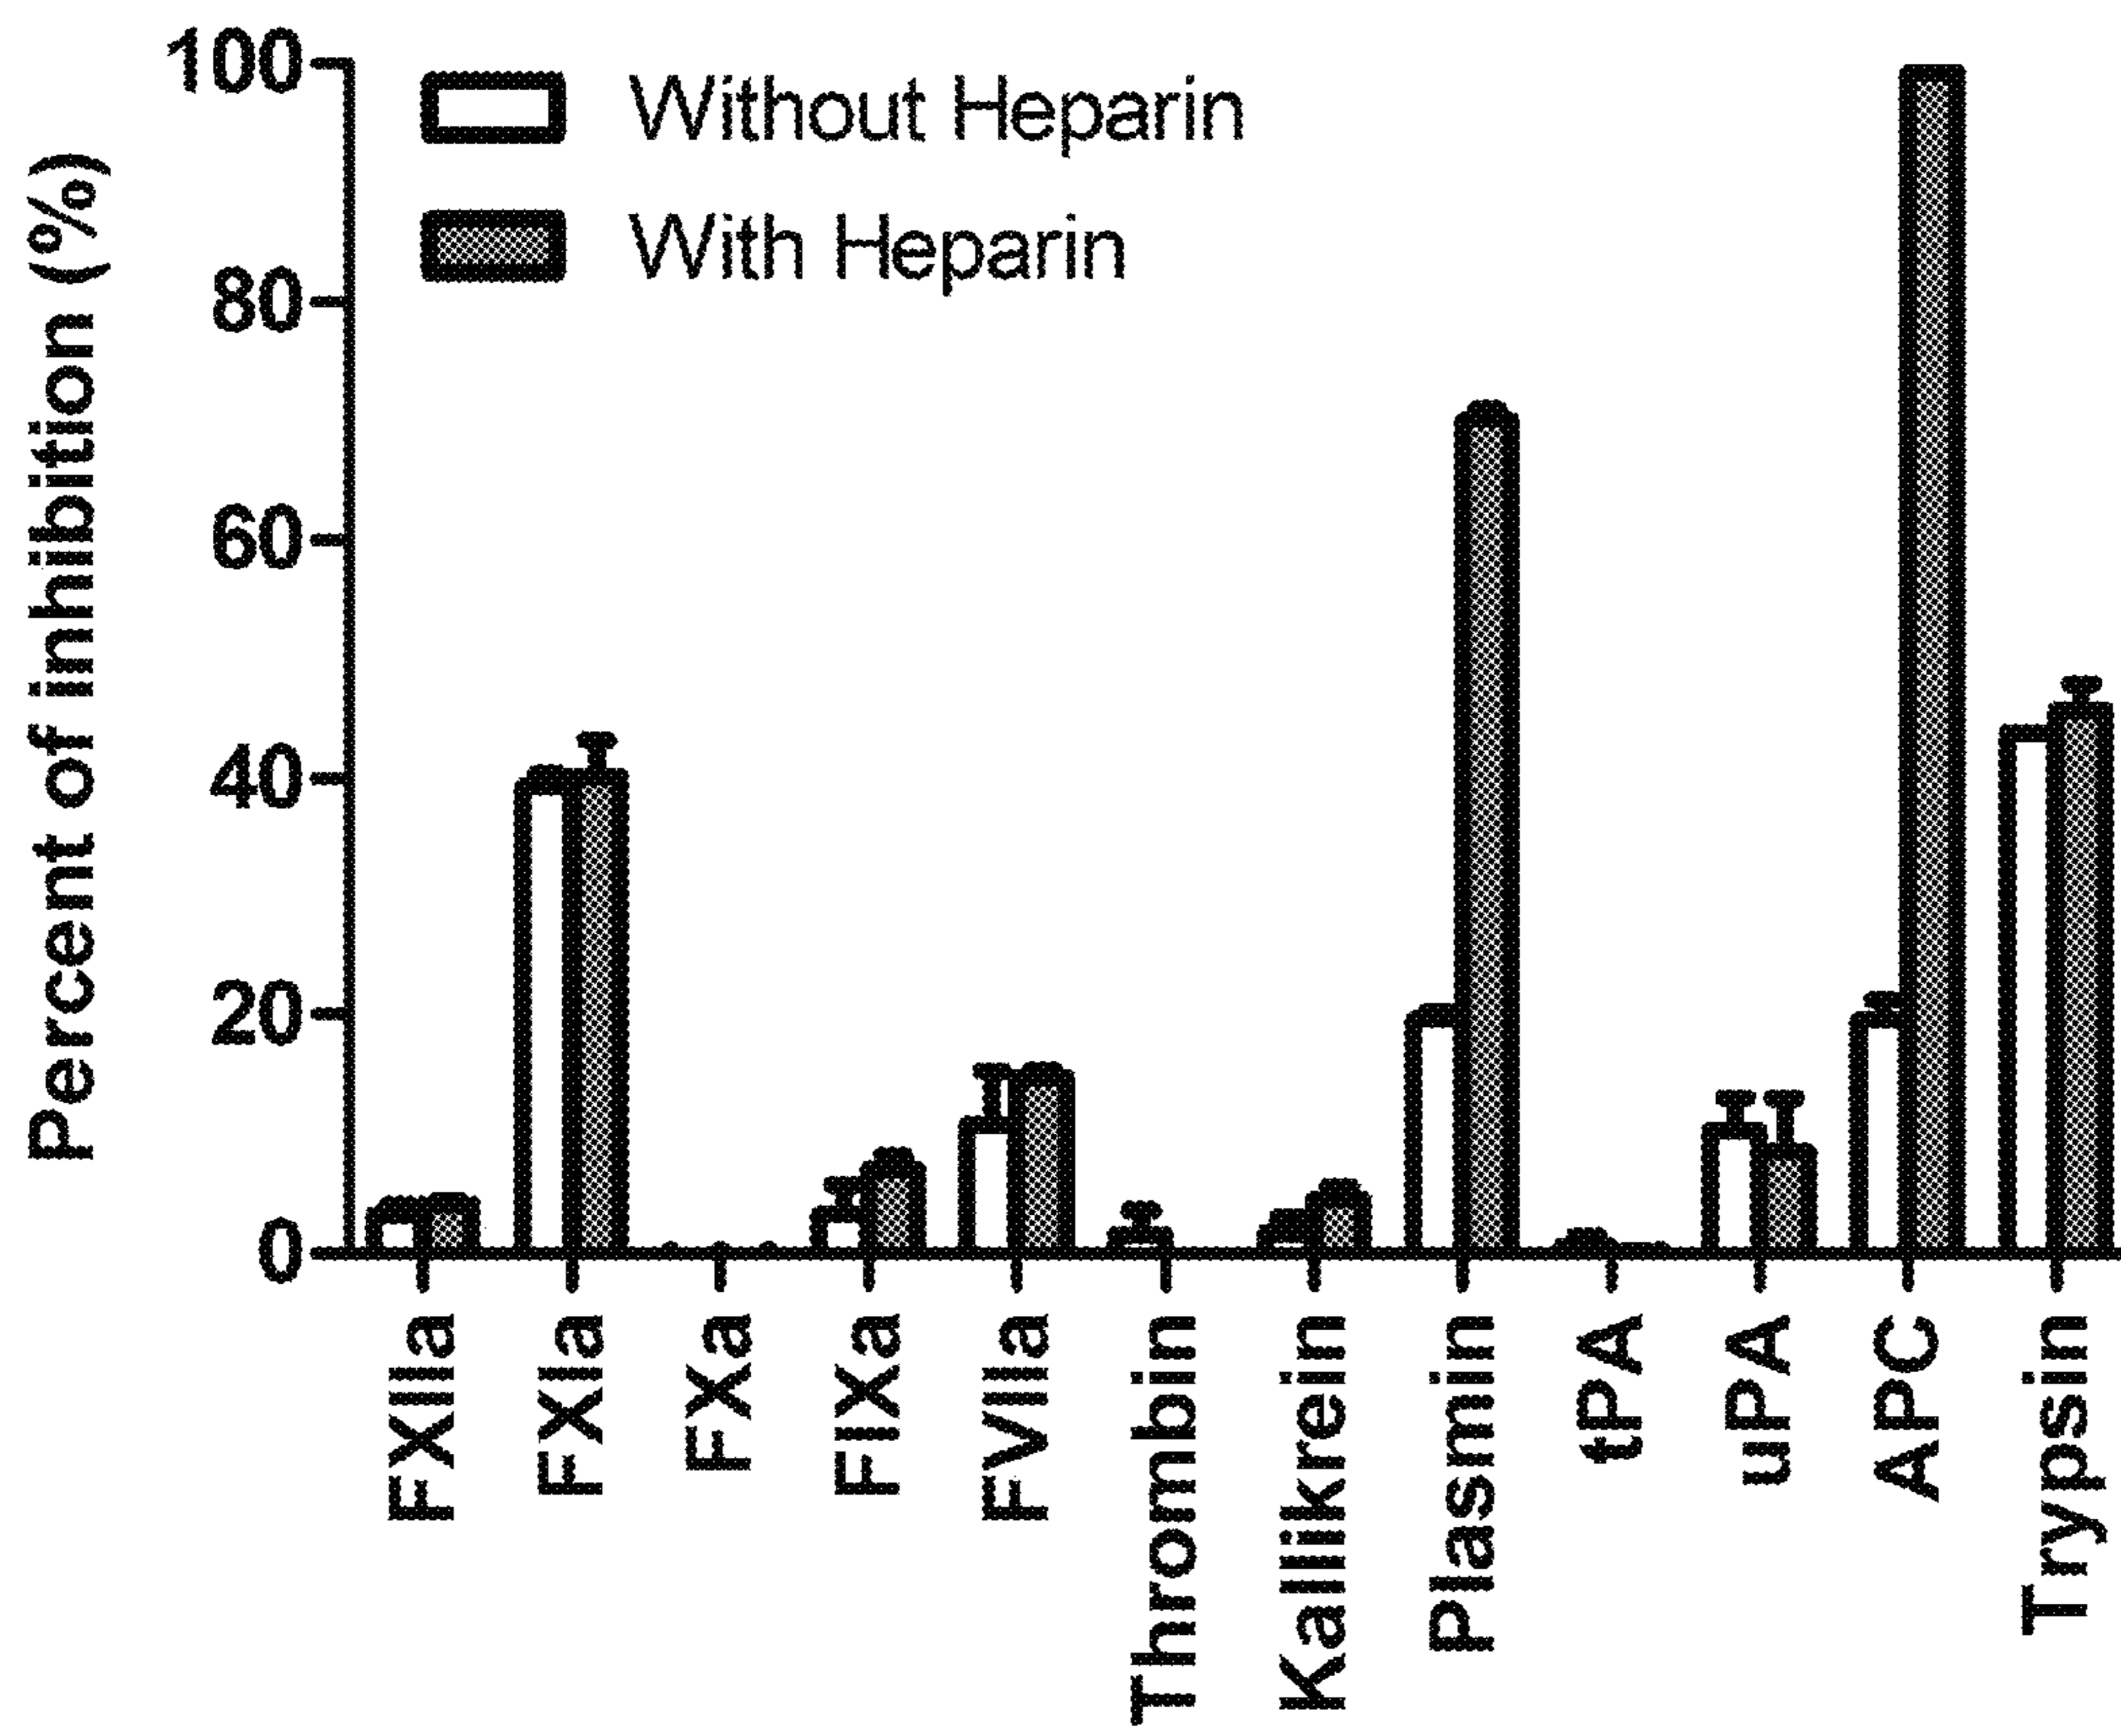 Percent of inhibition (%)
100
80
60
40
20
0
Without Heparin
With Heparin
FXIIa
FXIa
FXa
FIXa
FVIIa
Thrombin
Kallikrein
Plasmin
tPA
uPA
APC
Trypsin